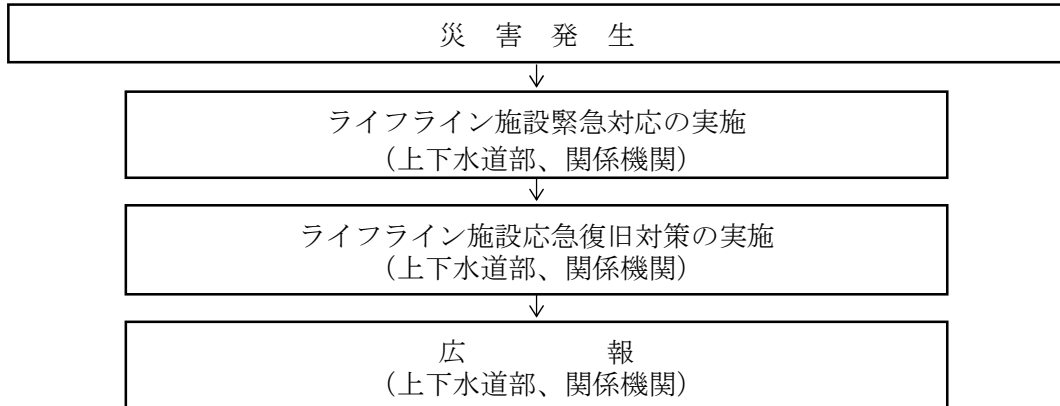 災　害　発　生
ライフライン施設緊急対応の実施
（上下水道部、関係機関）
ライフライン施設応急復旧対策の実施
（上下水道部、関係機関）
広　　　　　報
（上下水道部、関係機関）